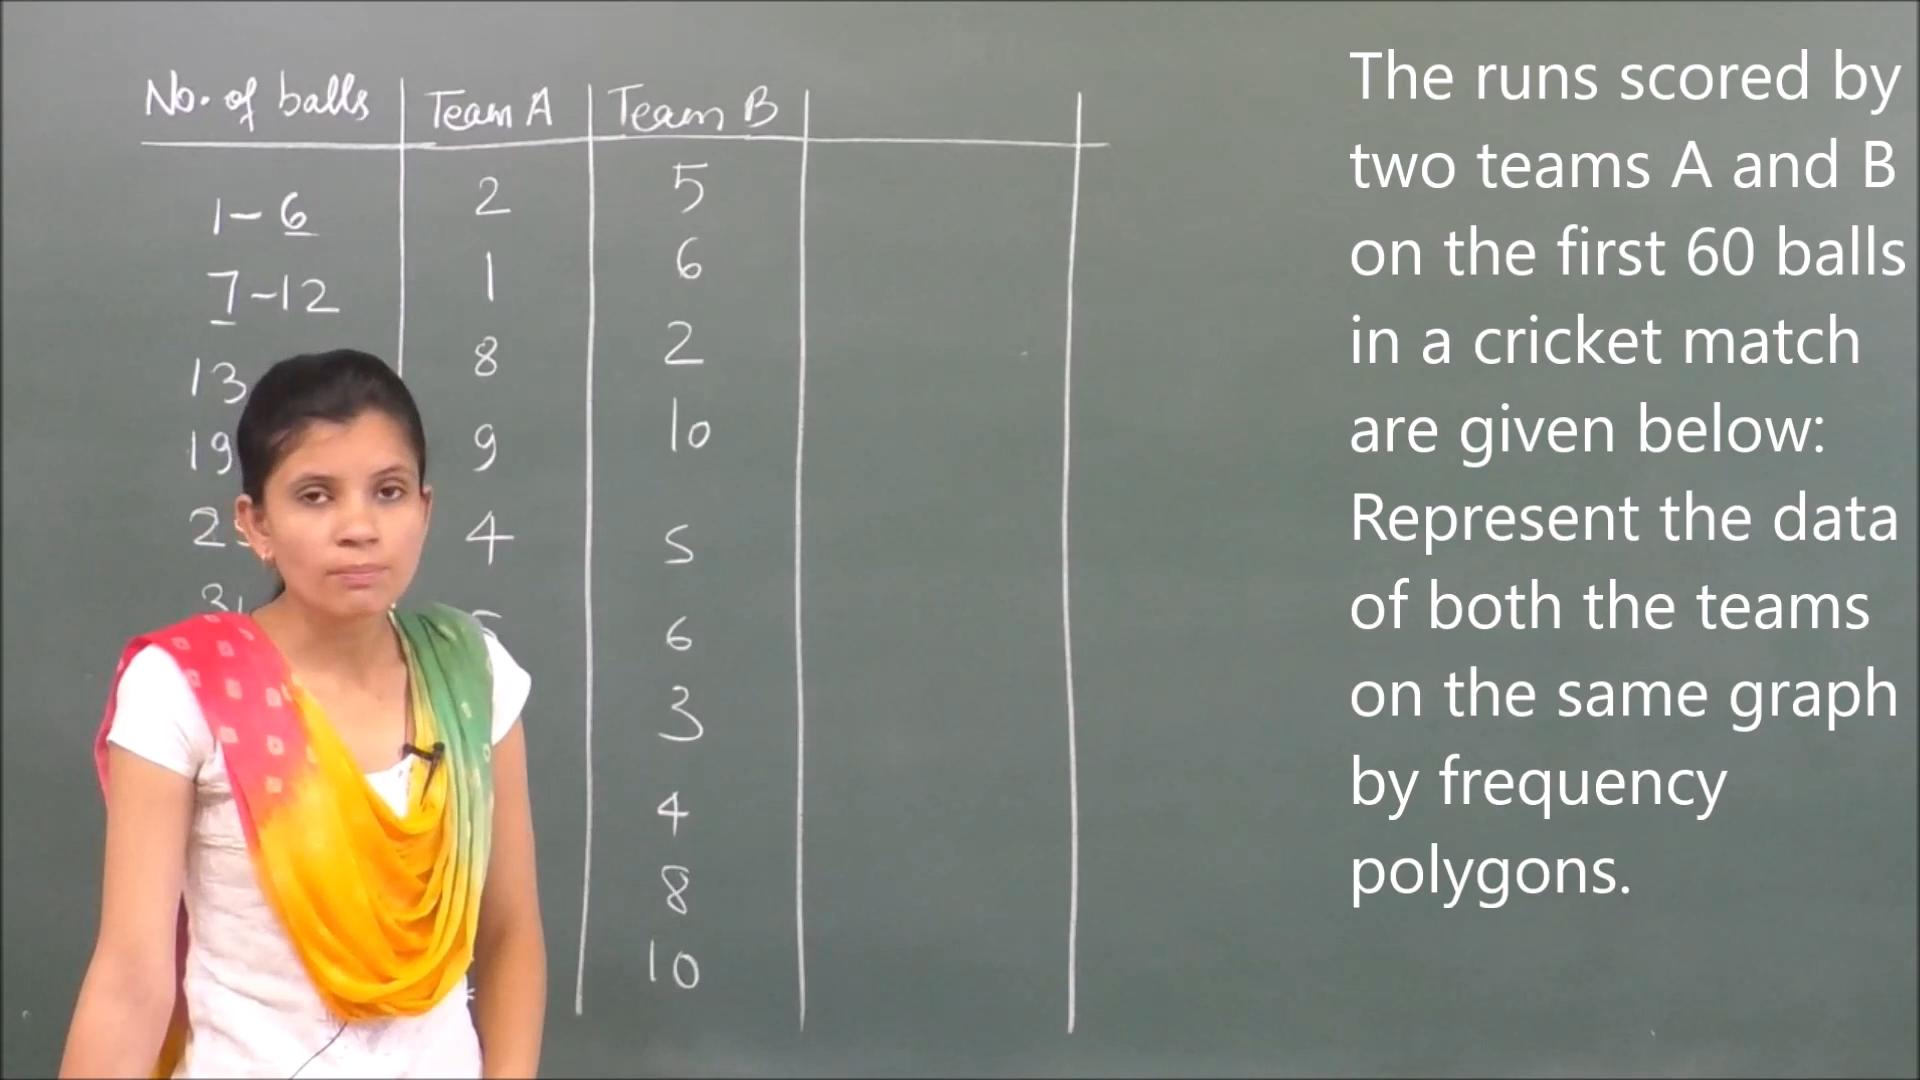 No. of balls Team A Team B
1-6 2 5
7-12 1 6
13 8 2
19 9 10
4 5
6
3
4
8
10
The runs scored by
two teams A and B
on the first 60 balls
in a cricket match
are given below:
Represent the data
of both the teams
on the same graph
by frequency
polygons.